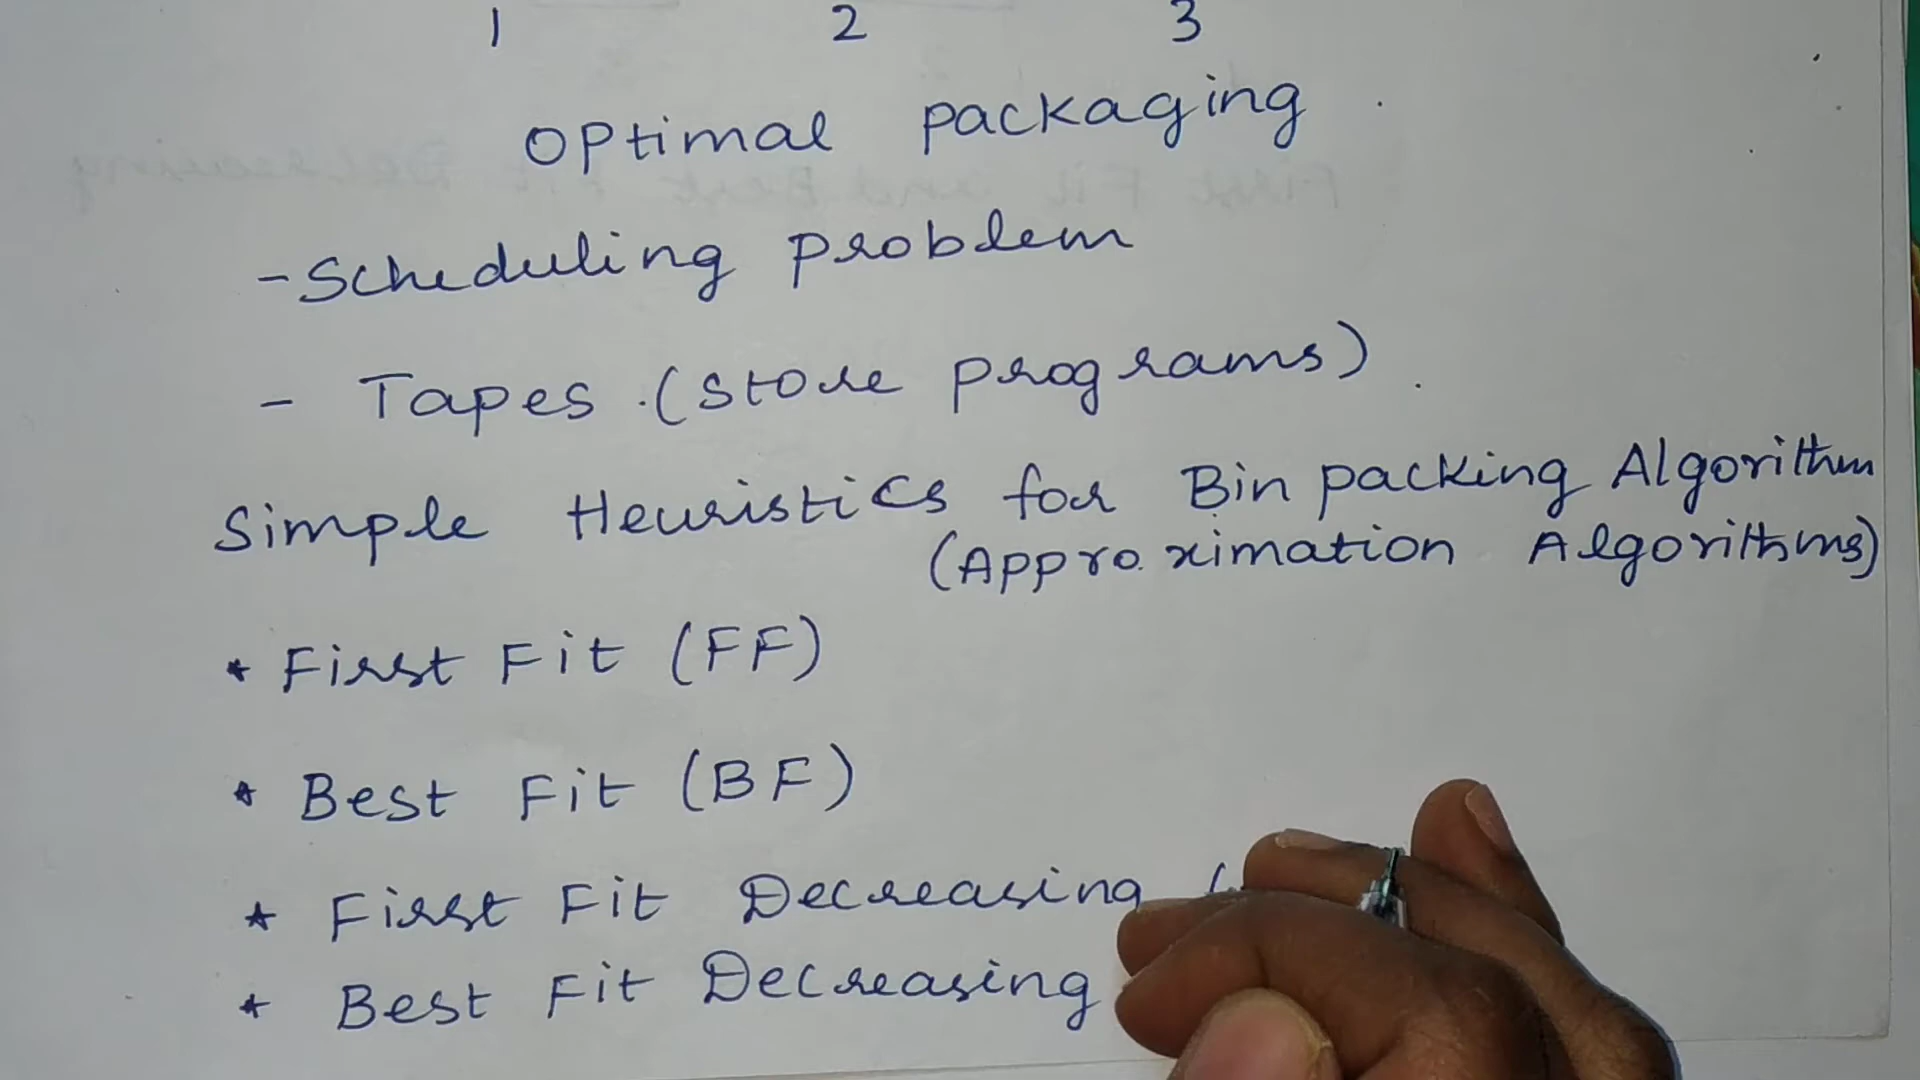 1 2 3
Optimal packaging
- Scheduling problem
- Tapes (store programs)
Simple Heuristics for Bin packing Algorithm
(Approximation Algorithms)
* First Fit (FF)
* Best Fit (BF)
* First Fit Decreasing (
* Best Fit Decreasing